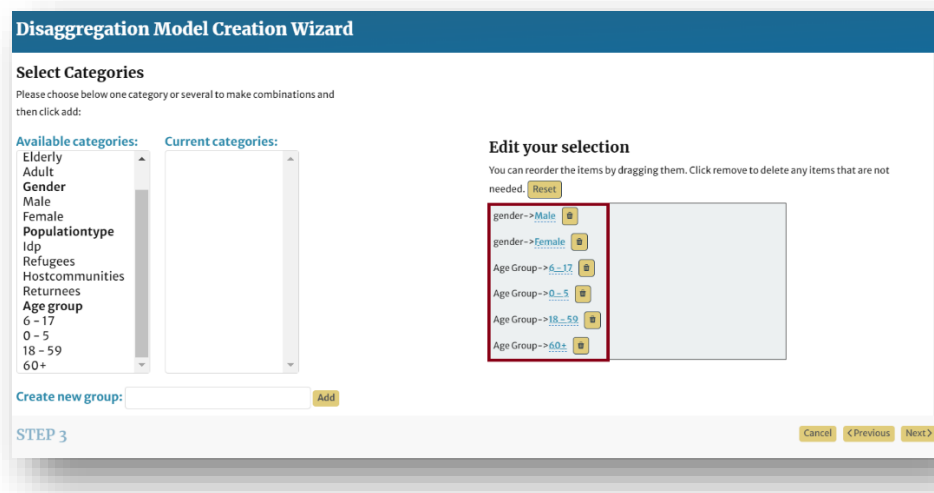 Disaggregation Model Creation Wizard
Select Categories
Please choose below one category or several to make combinations and
then click add:
Available categories:
Elderly
Adult
Gender
Male
Female
Populationtype
Idp
Refugees
Hostcommunities
Returnees
Age group
6 - 17
0 - 5
18 - 59
60+
Current categories:
Create new group:
Add
Edit your selection
You can reorder the items by dragging them. Click remove to delete any items that are not
needed. Reset
gender->Male
gender->Female
Age Group->6 - 17
Age Group->0 - 5
Age Group->18 - 59
Age Group->60+
STEP 3
Cancel <Previous Next>